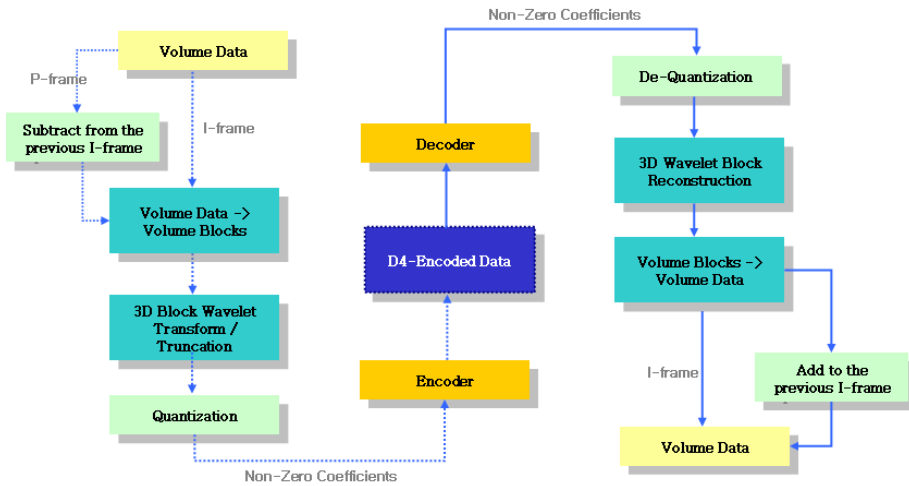 Volume Data
P-frame
I-frame
Subtract from the
previous I-frame
Volume Data ->
Volume Blocks
3D Block Wavelet
Transform /
Truncation
Quantization
Non-Zero Coefficients
Encoder
D4-Encoded Data
Decoder
Non-Zero Coefficients
De-Quantization
3D Wavelet Block
Reconstruction
Volume Blocks ->
Volume Data
I-frame
Add to the
previous I-frame
Volume Data